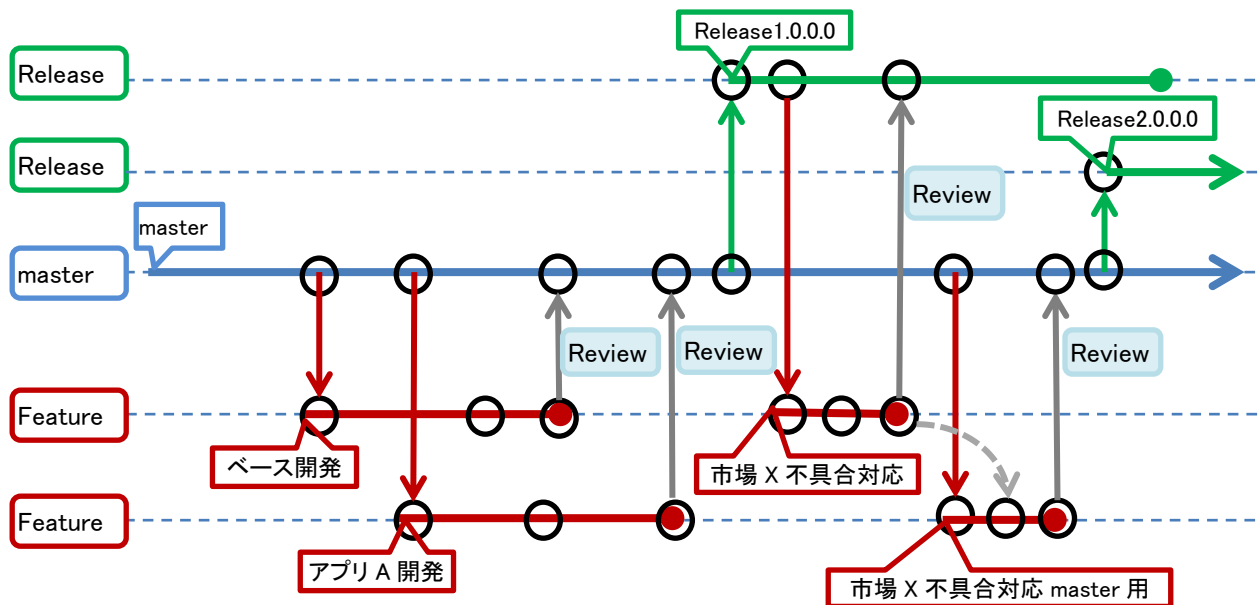 Release1.0.0.0
Release
Release2.0.0.0
Release
Review
master
master
Review
Review
Review
Feature
ベース開発
市場 X 不具合対応
Feature
アプリ A 開発
市場 X 不具合対応 master 用